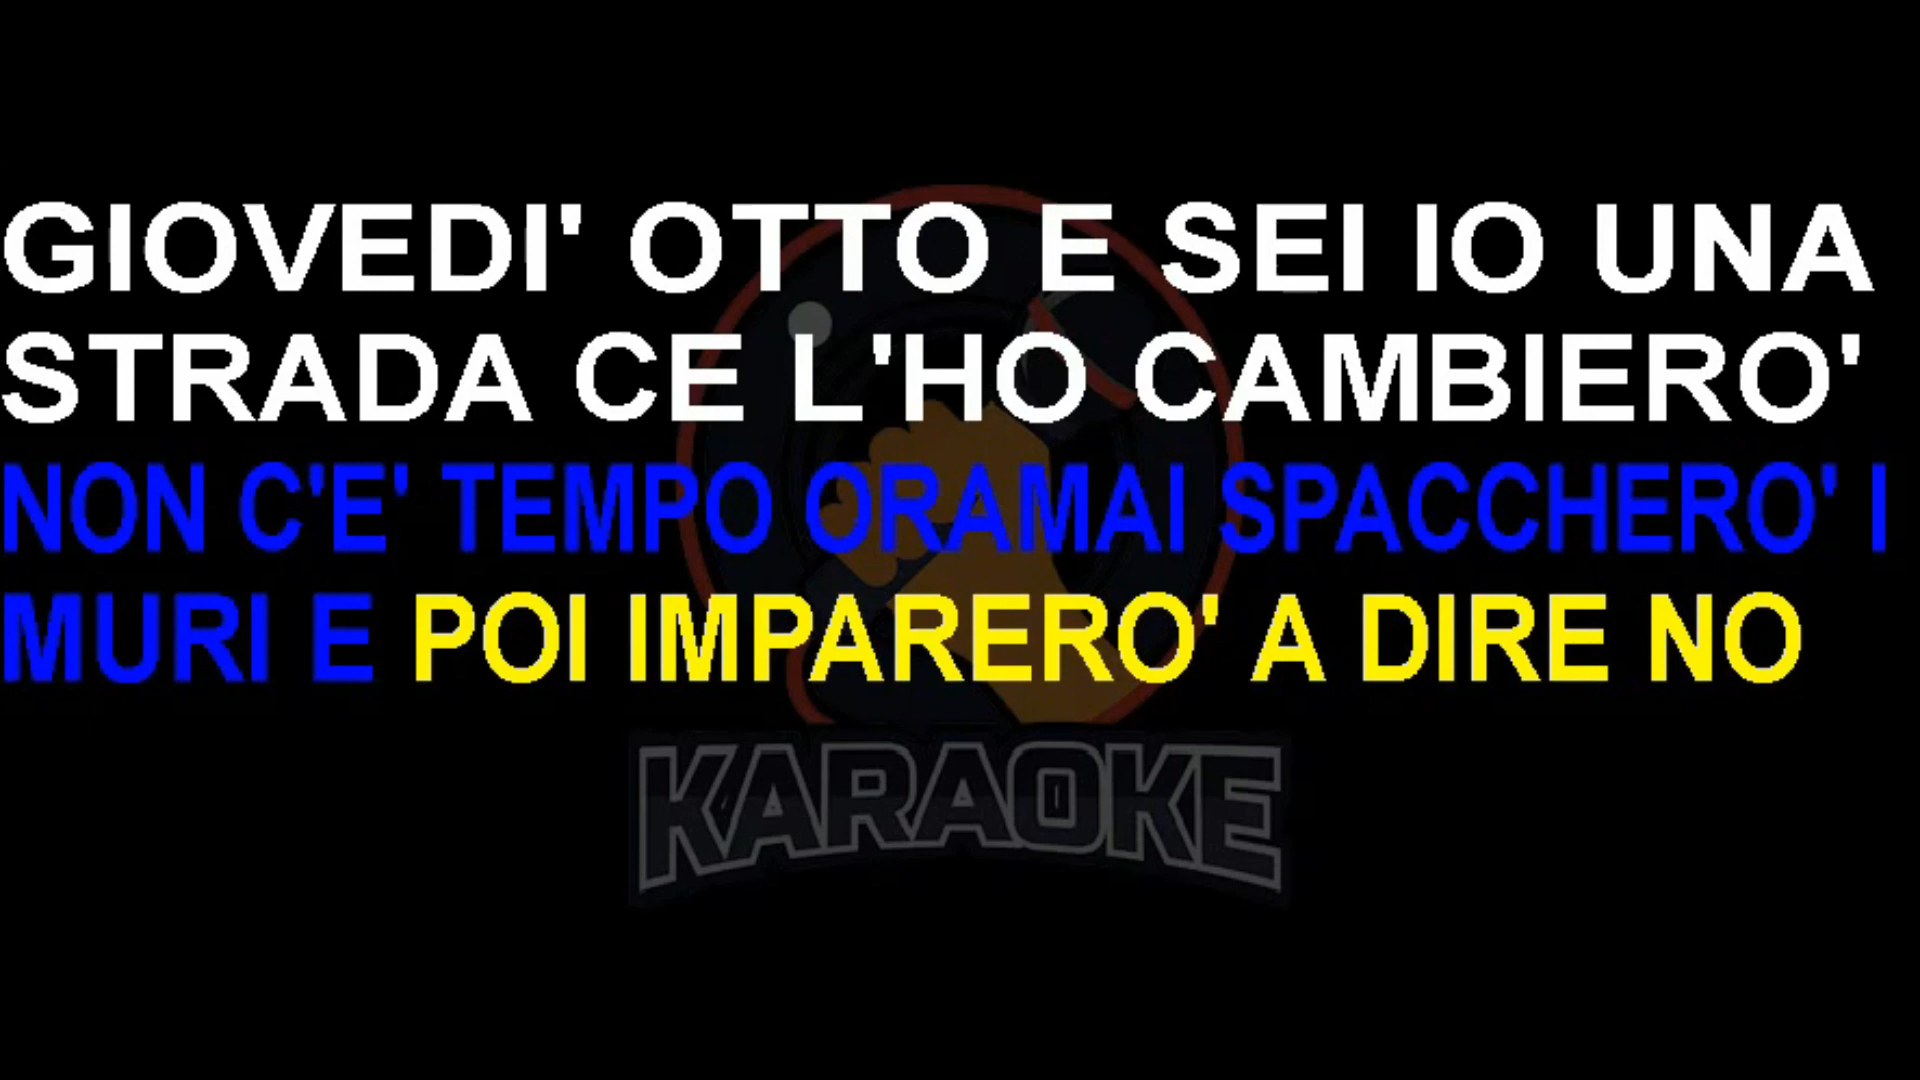 GIOVEDI' OTTO E SEI IO UNA
STRADA CE L'HO CAMBIERO'
NON C'E' TEMPO ORAMAI SPACCHERO' I
MURI E POI IMPARERO' A DIRE NO
KARAOKE